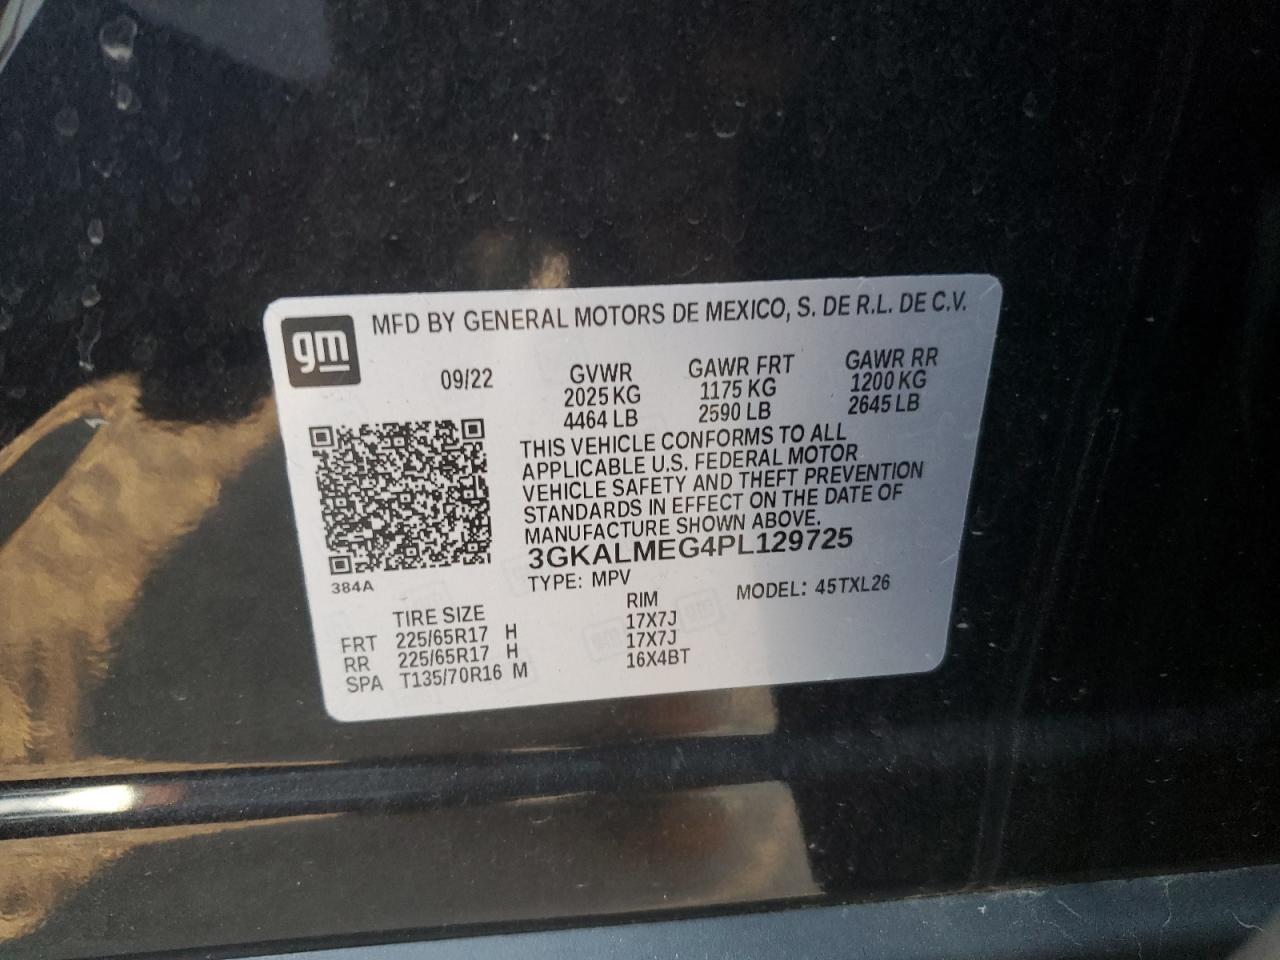 gm
MFD BY GENERAL MOTORS DE MEXICO, S. DE R.L. DE C.V.
09/22 GVWR GAWR FRT GAWR RR
2025 KG 1175 KG 1200 KG
4464 LB 2590 LB 2645 LB
THIS VEHICLE CONFORMS TO ALL
APPLICABLE U.S. FEDERAL MOTOR
VEHICLE SAFETY AND THEFT PREVENTION
STANDARDS IN EFFECT ON THE DATE OF
MANUFACTURE SHOWN ABOVE.
3GKALMEG4PL129725
384A
TYPE: MPV MODEL: 45TXL26
TIRE SIZE RIM
FRT 225/65R17 H 17X7J
RR 225/65R17 H 17X7J
SPA T135/70R16 M 16X4BT